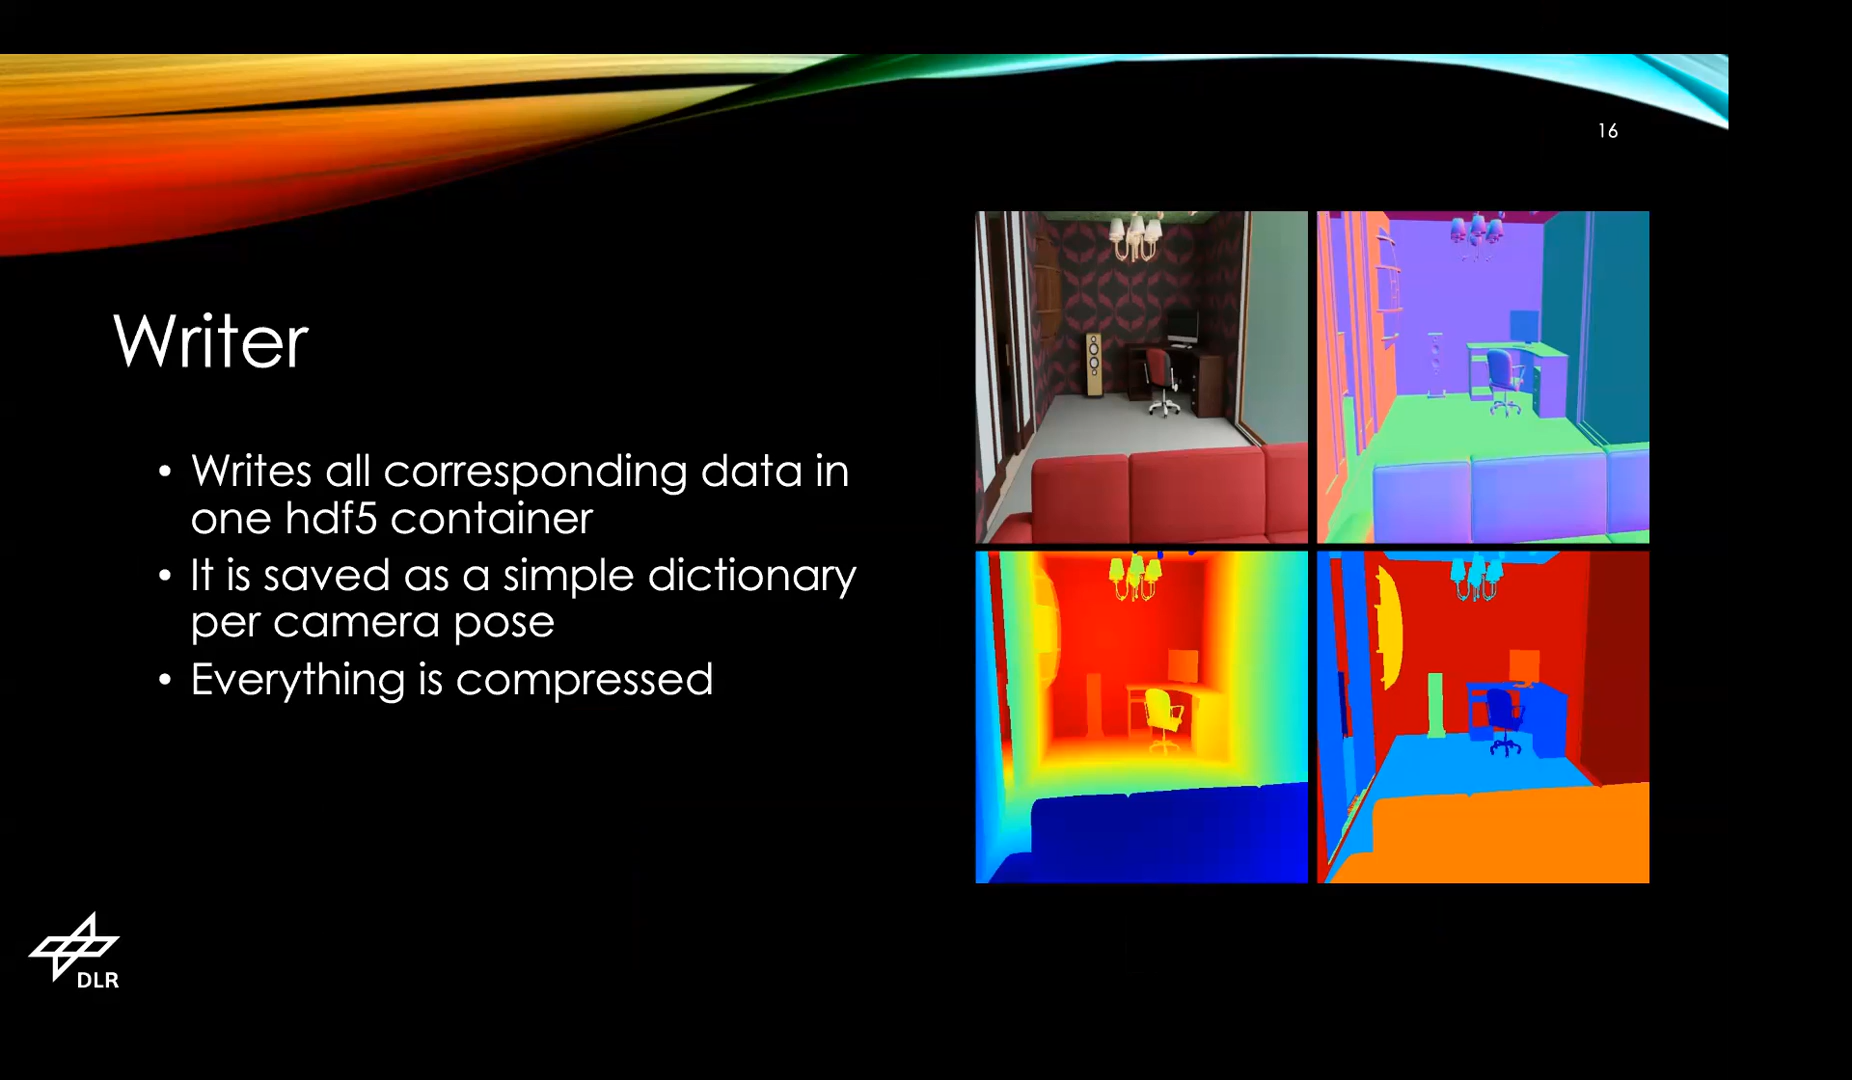 16
Writer
• Writes all corresponding data in
one hdf5 container
• It is saved as a simple dictionary
per camera pose
• Everything is compressed
DLR